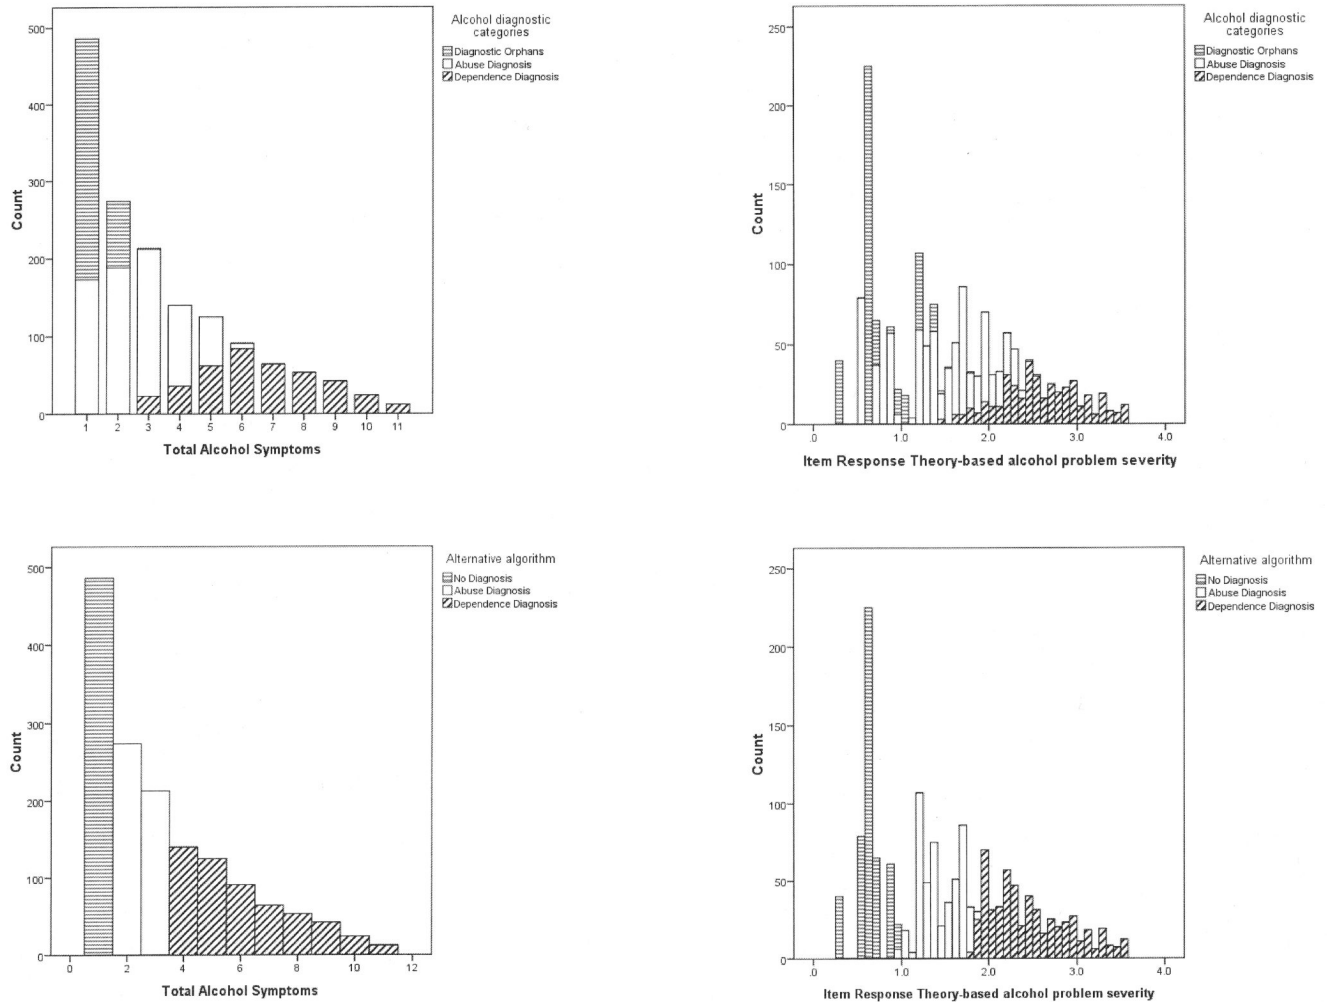 Alcohol diagnostic
categories
Diagnostic Orphans
Abuse Diagnosis
Dependence Diagnosis
500
400
300
200
100
0
Count
1 2 3 4 5 6 7 8 9 10 11
Total Alcohol Symptoms
Alcohol diagnostic
categories
Diagnostic Orphans
Abuse Diagnosis
Dependence Diagnosis
250
200
150
100
50
0
Count
.0 1.0 2.0 3.0 4.0
Item Response Theory-based alcohol problem severity
Alternative algorithm
No Diagnosis
Abuse Diagnosis
Dependence Diagnosis
500
400
300
200
100
0
Count
0 2 4 6 8 10 12
Total Alcohol Symptoms
Alternative algorithm
No Diagnosis
Abuse Diagnosis
Dependence Diagnosis
250
200
150
100
50
0
Count
.0 1.0 2.0 3.0 4.0
Item Response Theory-based alcohol problem severity